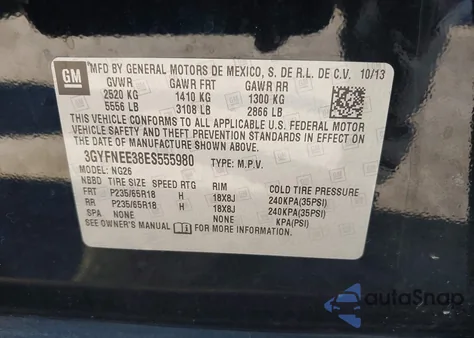 GM
MFD BY GENERAL MOTORS DE MEXICO, S. DE R.L. DE C.V. 10/13
GVWR GAWR FRT GAWR RR
2520 KG 1410 KG 1300 KG
5556 LB 3108 LB 2866 LB
THIS VEHICLE CONFORMS TO ALL APPLICABLE U.S. FEDERAL MOTOR
VEHICLE SAFETY AND THEFT PREVENTION STANDARDS IN EFFECT ON
THE DATE OF MANUFACTURE SHOWN ABOVE.
3GYFNEE38ES555980 TYPE: M.P.V.
MODEL: NG26
NBBD TIRE SIZE SPEED RTG RIM COLD TIRE PRESSURE
FRT P235/65R18 H 18X8J 240KPA(35PSI)
RR P235/65R18 H 18X8J 240KPA(35PSI)
SPA NONE NONE KPA(PSI)
SEE OWNER'S MANUAL FOR MORE INFORMATION.
autoSnap